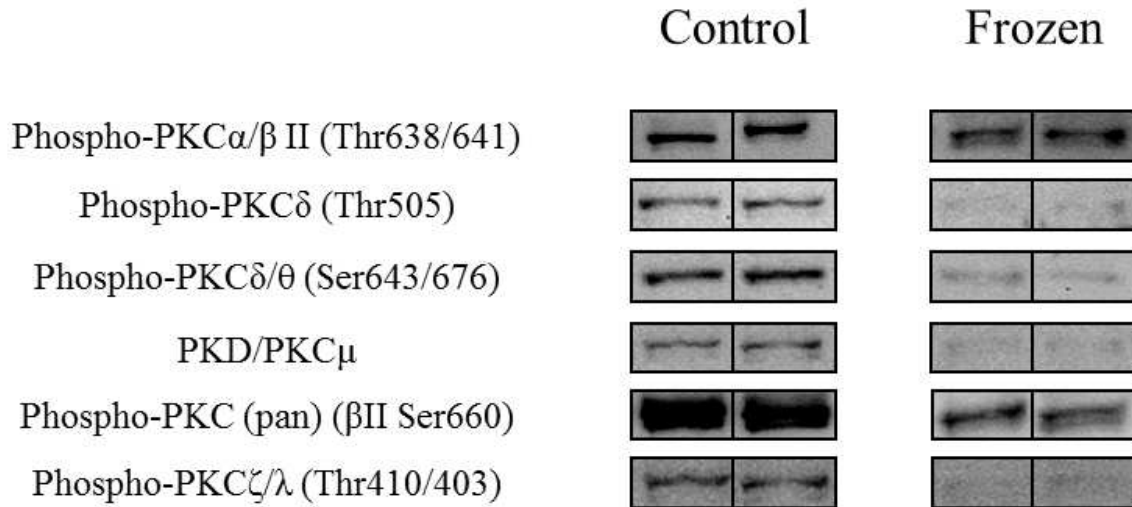 Control Frozen
Phospho-PKCα/β II (Thr638/641)
Phospho-PKCδ (Thr505)
Phospho-PKCδ/θ (Ser643/676)
PKD/PKCμ
Phospho-PKC (pan) (βII Ser660)
Phospho-PKCζ/λ (Thr410/403)